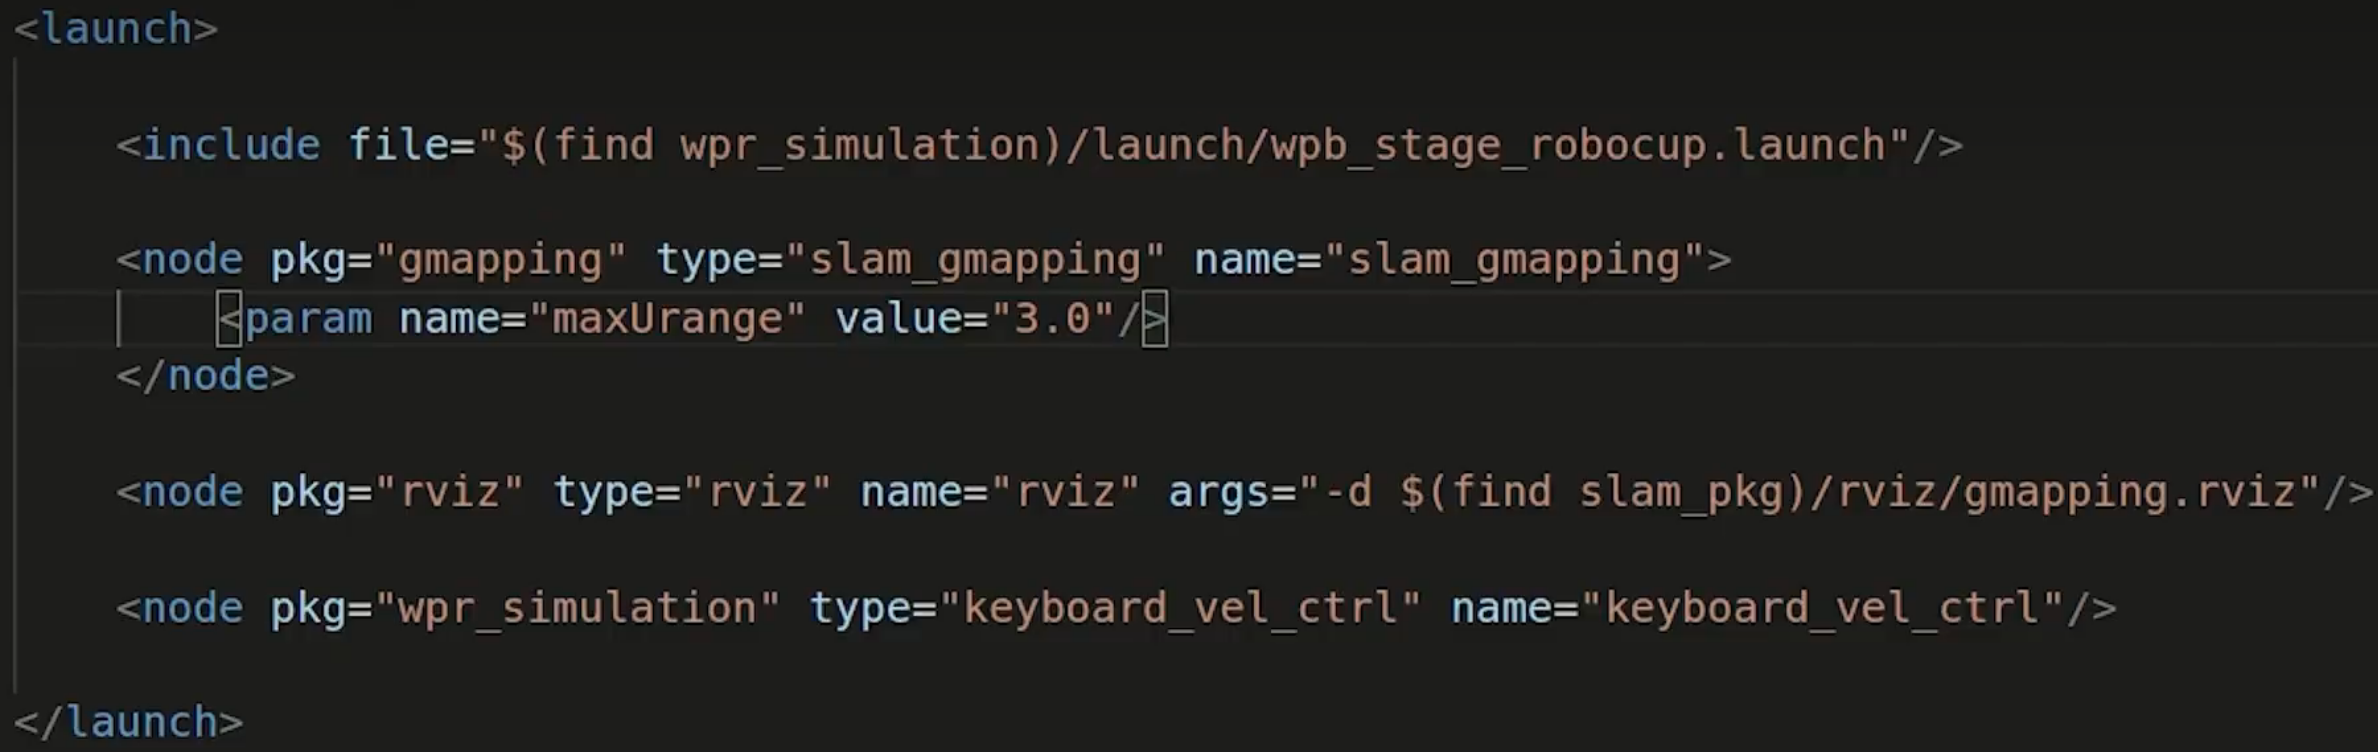 <launch>
<include file="$(find wpr_simulation)/launch/wpb_stage_robocup.launch"/>
<node pkg="gmapping" type="slam_gmapping" name="slam_gmapping">
<param name="maxUrange" value="3.0"/>
</node>
<node pkg="rviz" type="rviz" name="rviz" args="-d $(find slam_pkg)/rviz/gmapping.rviz"/>
<node pkg="wpr_simulation" type="keyboard_vel_ctrl" name="keyboard_vel_ctrl"/>
</launch>